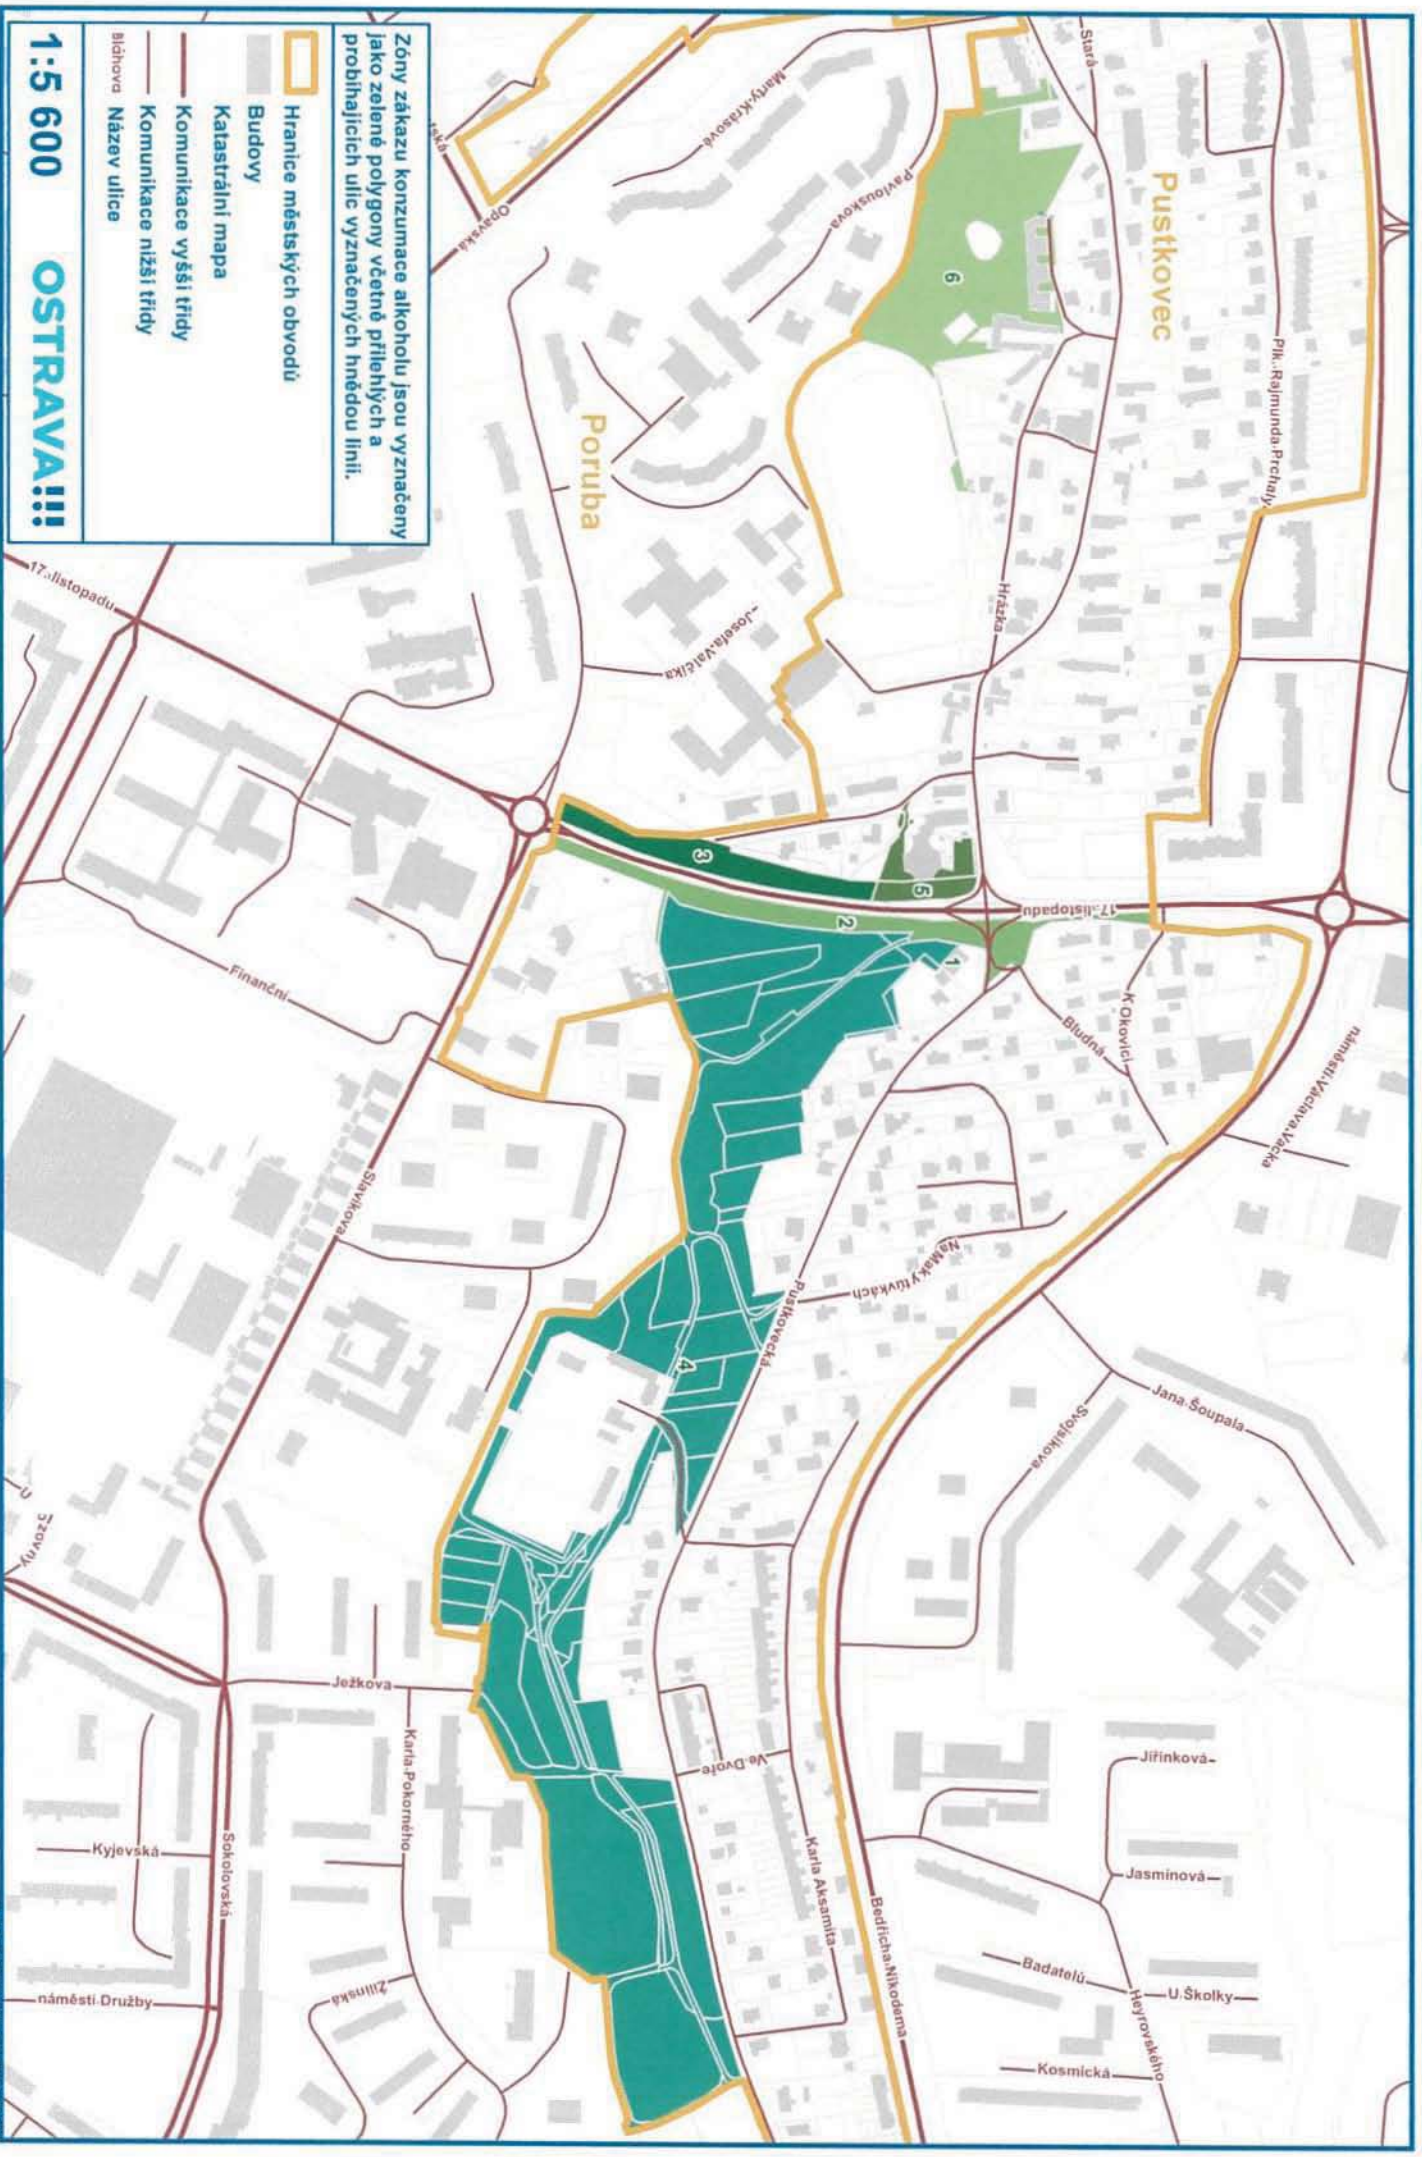 Zóny zákazu konzumace alkoholu jsou vyznačeny
jako zelené polygony včetně přilehlých a
probíhajících ulic vyznačených hnědou linií.
Hranice městských obvodů
Budovy
Katastrální mapa
Komunikace vyšší třídy
Komunikace nižší třídy
Bláhova Název ulice
1:5 600 OSTRAVA!!!
Pustkovec
Poruba
Stará
Marty Krásové
Pavlouskova
Opavská
Plk. Rajmunda Prchaly
Hrázka
Josefa Valčíka
17. listopadu
17. listopadu
Finanční
Slavíkova
K Okovici
Bludná
náměstí Václava Vacka
Pustkovecká
Jana Šoupala
Svojsíkova
Ježkova
Karla Pokorného
Ve Dvoře
Karla Aksamita
Bedřicha Nikodema
Jiřinková
Jasmínová
Badatelů
U Školky
Heyrovského
Kosmická
Kyjevská
Sokolovská
Žilinská
náměstí Družby
1
2
3
4
5
6